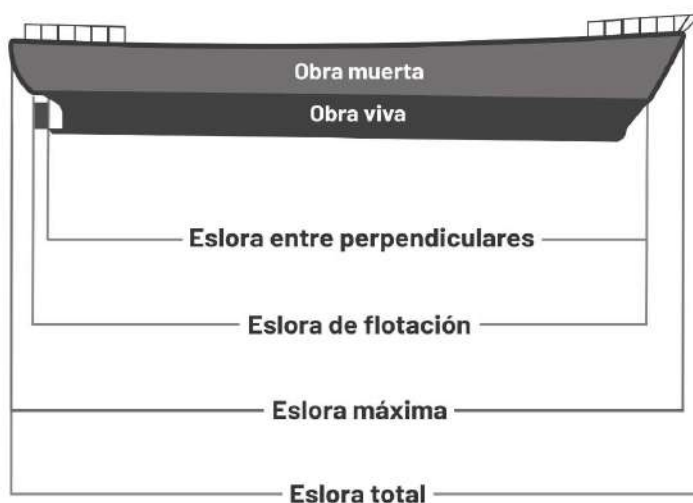 Obra muerta
Obra viva
Eslora entre perpendiculares
Eslora de flotación
Eslora máxima
Eslora total